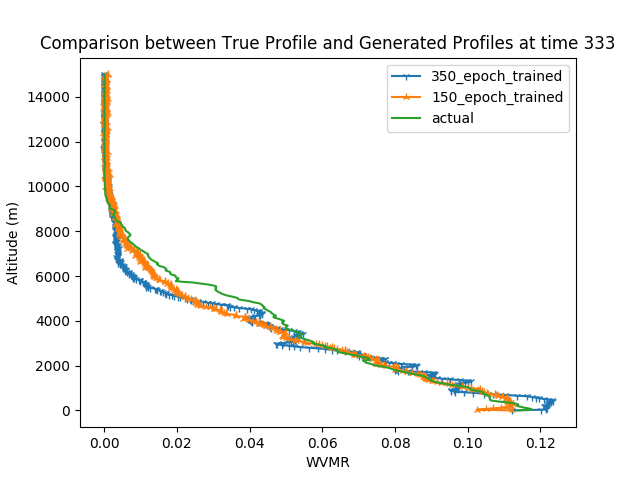 Comparison between True Profile and Generated Profiles at time 333
350_epoch_trained
150_epoch_trained
actual
Altitude (m)
14000
12000
10000
8000
6000
4000
2000
0
0.00 0.02 0.04 0.06 0.08 0.10 0.12
WVMR